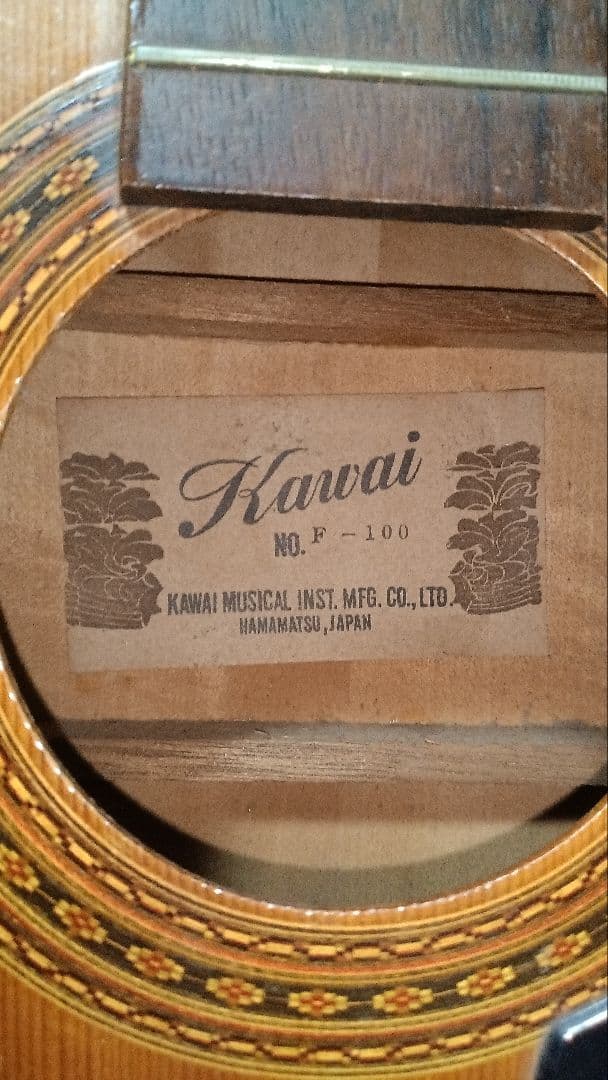 Kawai
NO. F-100
KAWAI MUSICAL INST. MFG. CO., LTD.
HAMAMATSU, JAPAN